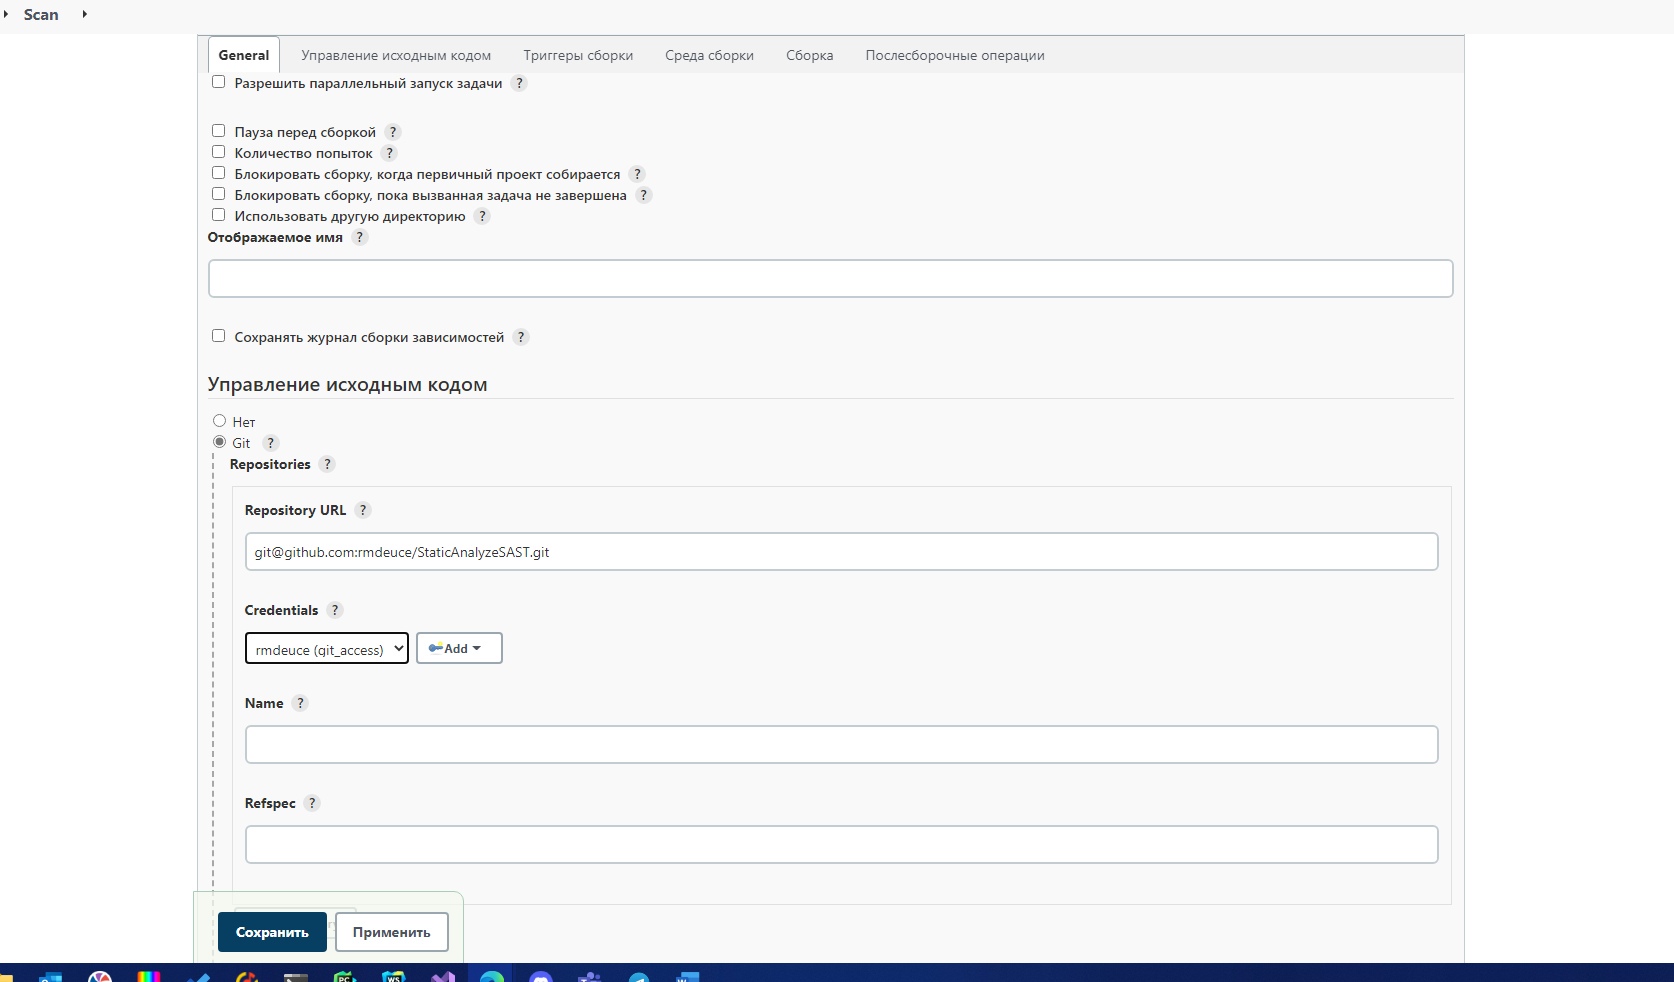 Scan
General Управление исходным кодом Триггеры сборки Среда сборки Сборка Послесборочные операции
Разрешить параллельный запуск задачи ?
Пауза перед сборкой ?
Количество попыток ?
Блокировать сборку, когда первичный проект собирается ?
Блокировать сборку, пока вызванная задача не завершена ?
Использовать другую директорию ?
Отображаемое имя ?
Сохранять журнал сборки зависимостей ?
Управление исходным кодом
Нет
Git ?
Repositories ?
Repository URL ?
git@github.com:rmdeuce/StaticAnalyzeSAST.git
Credentials ?
rmdeuce (git_access) Add
Name ?
Refspec ?
Сохранить Применить
PC WS